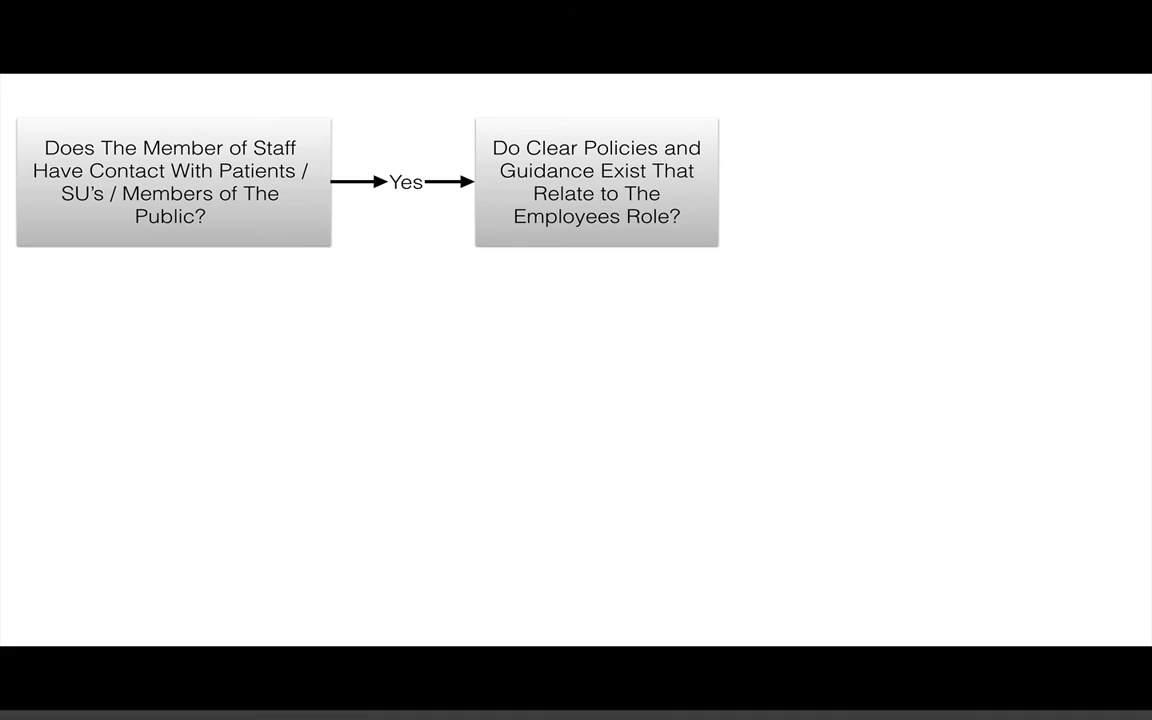 Does The Member of Staff
Have Contact With Patients /
SU's / Members of The
Public?
Yes
Do Clear Policies and
Guidance Exist That
Relate to The
Employees Role?